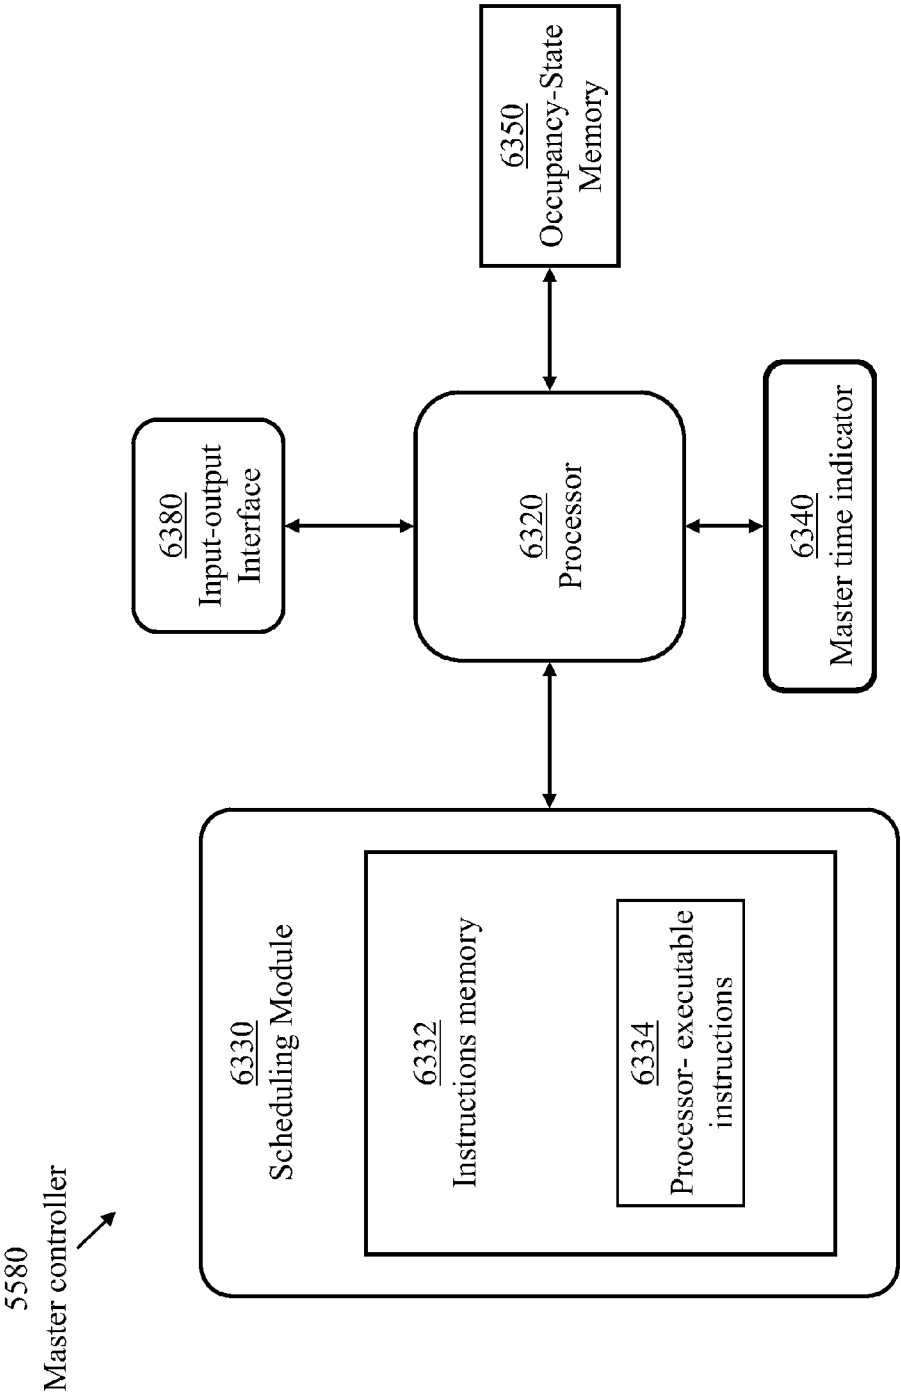 5580
Master controller
6330
Scheduling Module
6332
Instructions memory
6334
Processor- executable
instructions
6380
Input-output
Interface
6320
Processor
6340
Master time indicator
6350
Occupancy-State
Memory